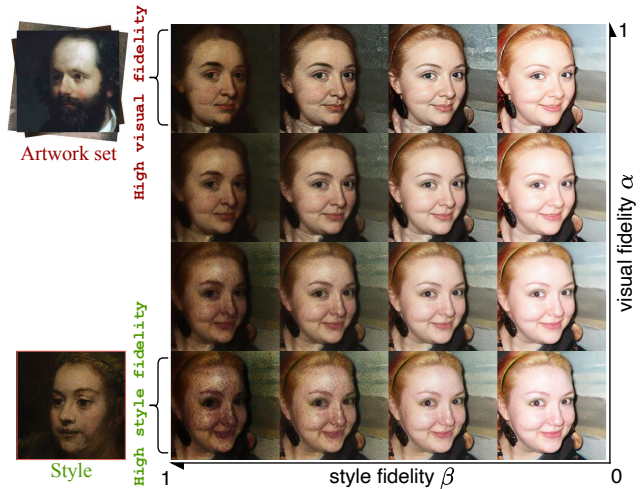 Artwork set
High visual fidelity
1
visual fidelity α
High style fidelity
Style
1
style fidelity β
0